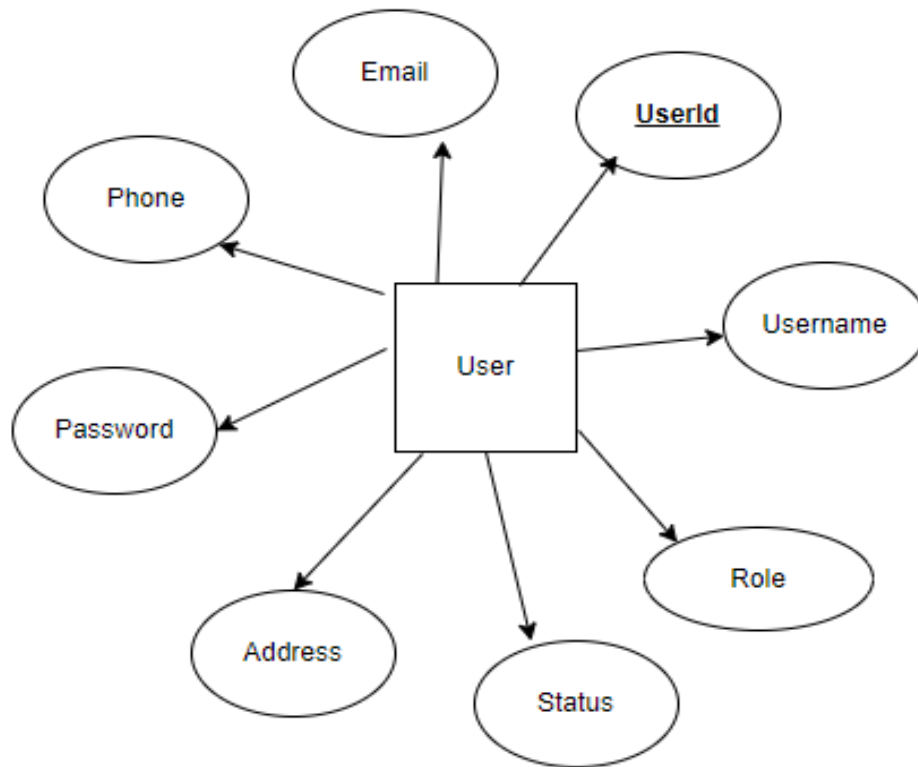 Email
UserId
Phone
Username
User
Password
Role
Address
Status